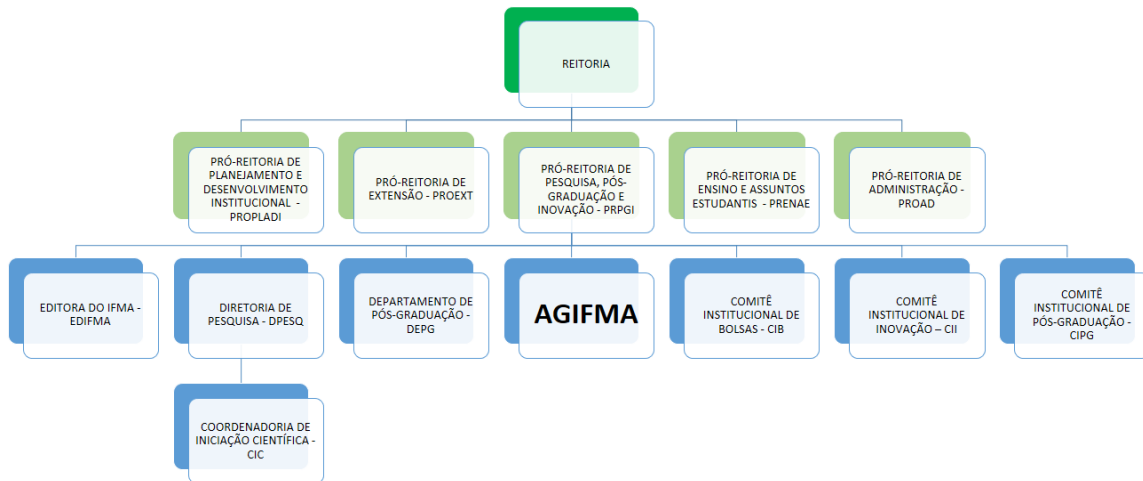 REITORIA
PRÓ-REITORIA DE
PLANEJAMENTO E
DESENVOLVIMENTO
INSTITUCIONAL - 
PROPLADI
PRÓ-REITORIA DE
EXTENSÃO - PROEXT
PRÓ-REITORIA DE
PESQUISA, PÓS-
GRADUAÇÃO E
INOVAÇÃO - PRPGI
PRÓ-REITORIA DE
ENSINO E ASSUNTOS
ESTUDANTIS - PRENAE
PRÓ-REITORIA DE
ADMINISTRAÇÃO -
PROAD
EDITORA DO IFMA -
EDIFMA
DIRETORIA DE
PESQUISA - DPESQ
DEPARTAMENTO DE
PÓS-GRADUAÇÃO -
DEPG
AGIFMA
COMITÊ
INSTITUCIONAL DE
BOLSAS - CIB
COMITÊ
INSTITUCIONAL DE
INOVAÇÃO – CII
COMITÊ
INSTITUCIONAL DE
PÓS-GRADUAÇÃO -
CIPG
COORDENADORIA DE
INICIAÇÃO CIENTÍFICA -
CIC